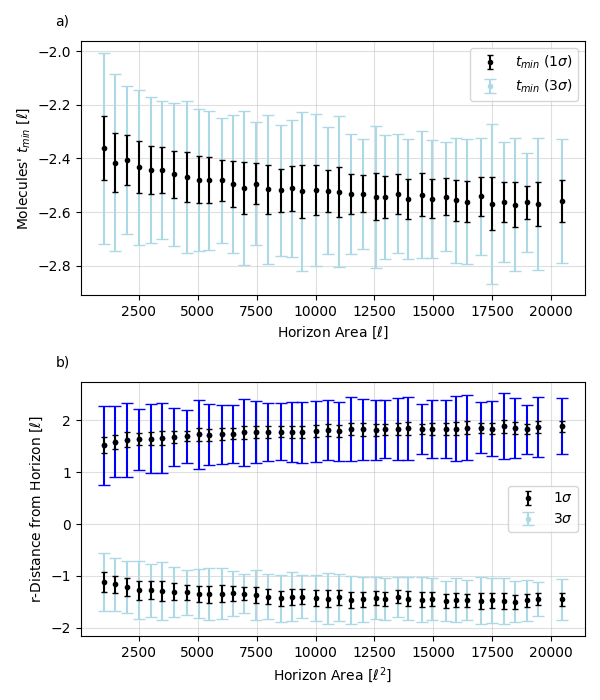 a)
−2.0
−2.2
−2.4
−2.6
−2.8
Molecules' t_min [ℓ]
t_min (1σ)
t_min (3σ)
2500 5000 7500 10000 12500 15000 17500 20000
Horizon Area [ℓ]
b)
2
1
0
−1
−2
r-Distance from Horizon [ℓ]
1σ
3σ
2500 5000 7500 10000 12500 15000 17500 20000
Horizon Area [ℓ²]